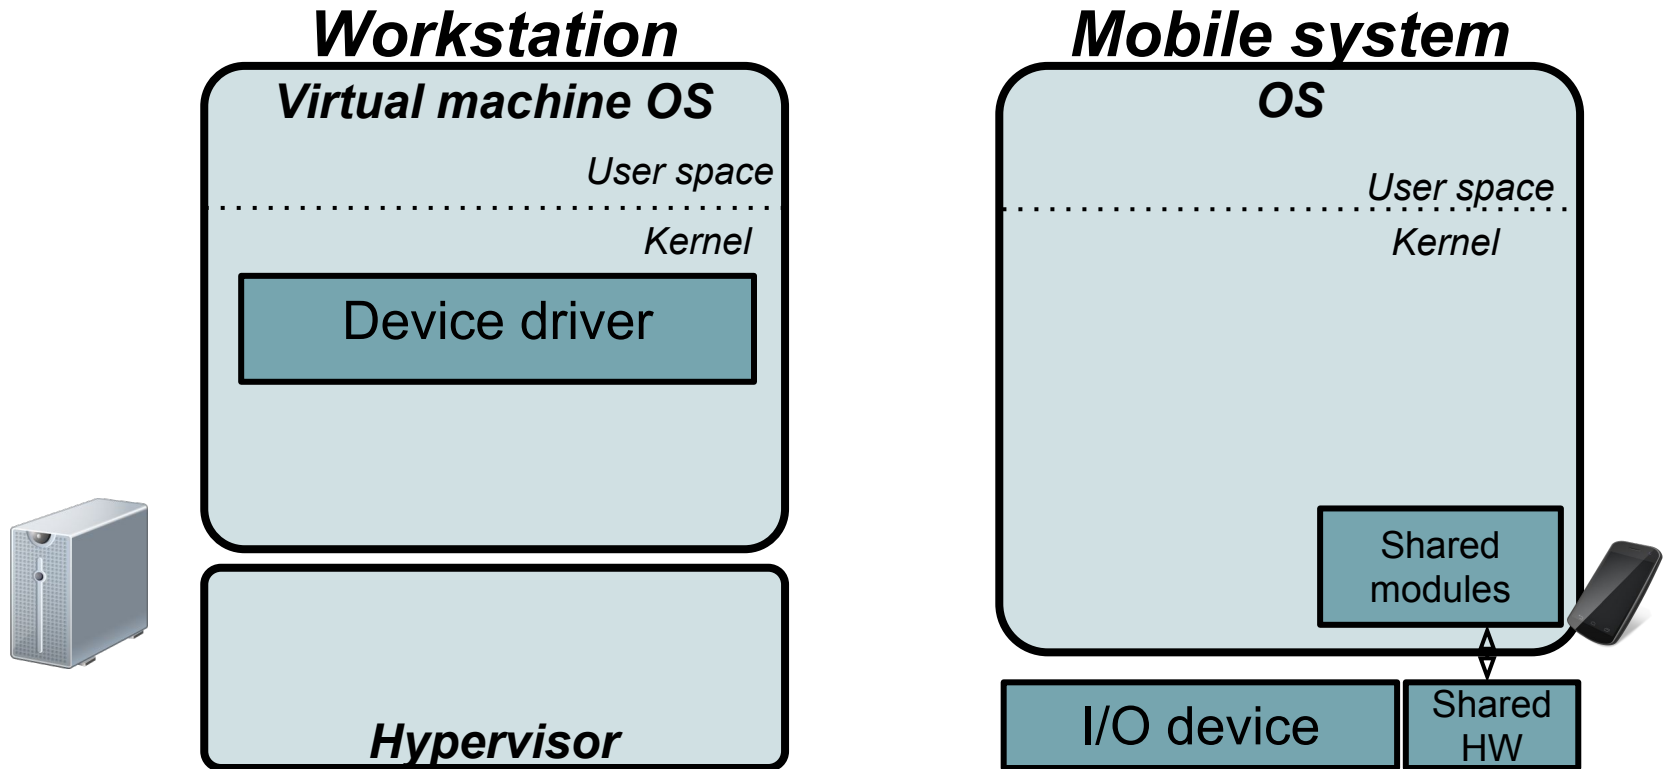 Workstation
Virtual machine OS
User space
Kernel
Device driver
Hypervisor
Mobile system
OS
User space
Kernel
Shared
modules
I/O device
Shared
HW